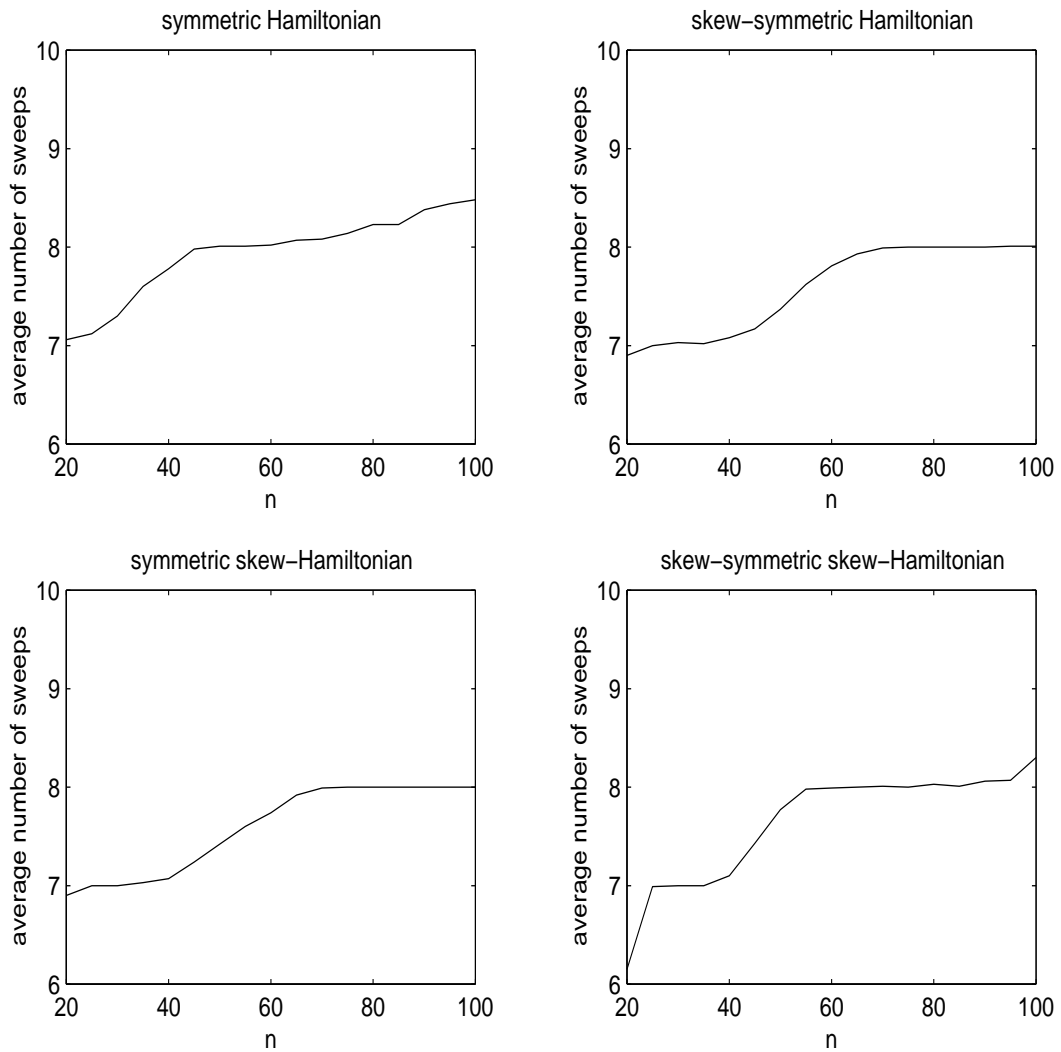 symmetric Hamiltonian
average number of sweeps
10
9
8
7
6
20 40 60 80 100
n
skew−symmetric Hamiltonian
average number of sweeps
10
9
8
7
6
20 40 60 80 100
n
symmetric skew−Hamiltonian
average number of sweeps
10
9
8
7
6
20 40 60 80 100
n
skew−symmetric skew−Hamiltonian
average number of sweeps
10
9
8
7
6
20 40 60 80 100
n